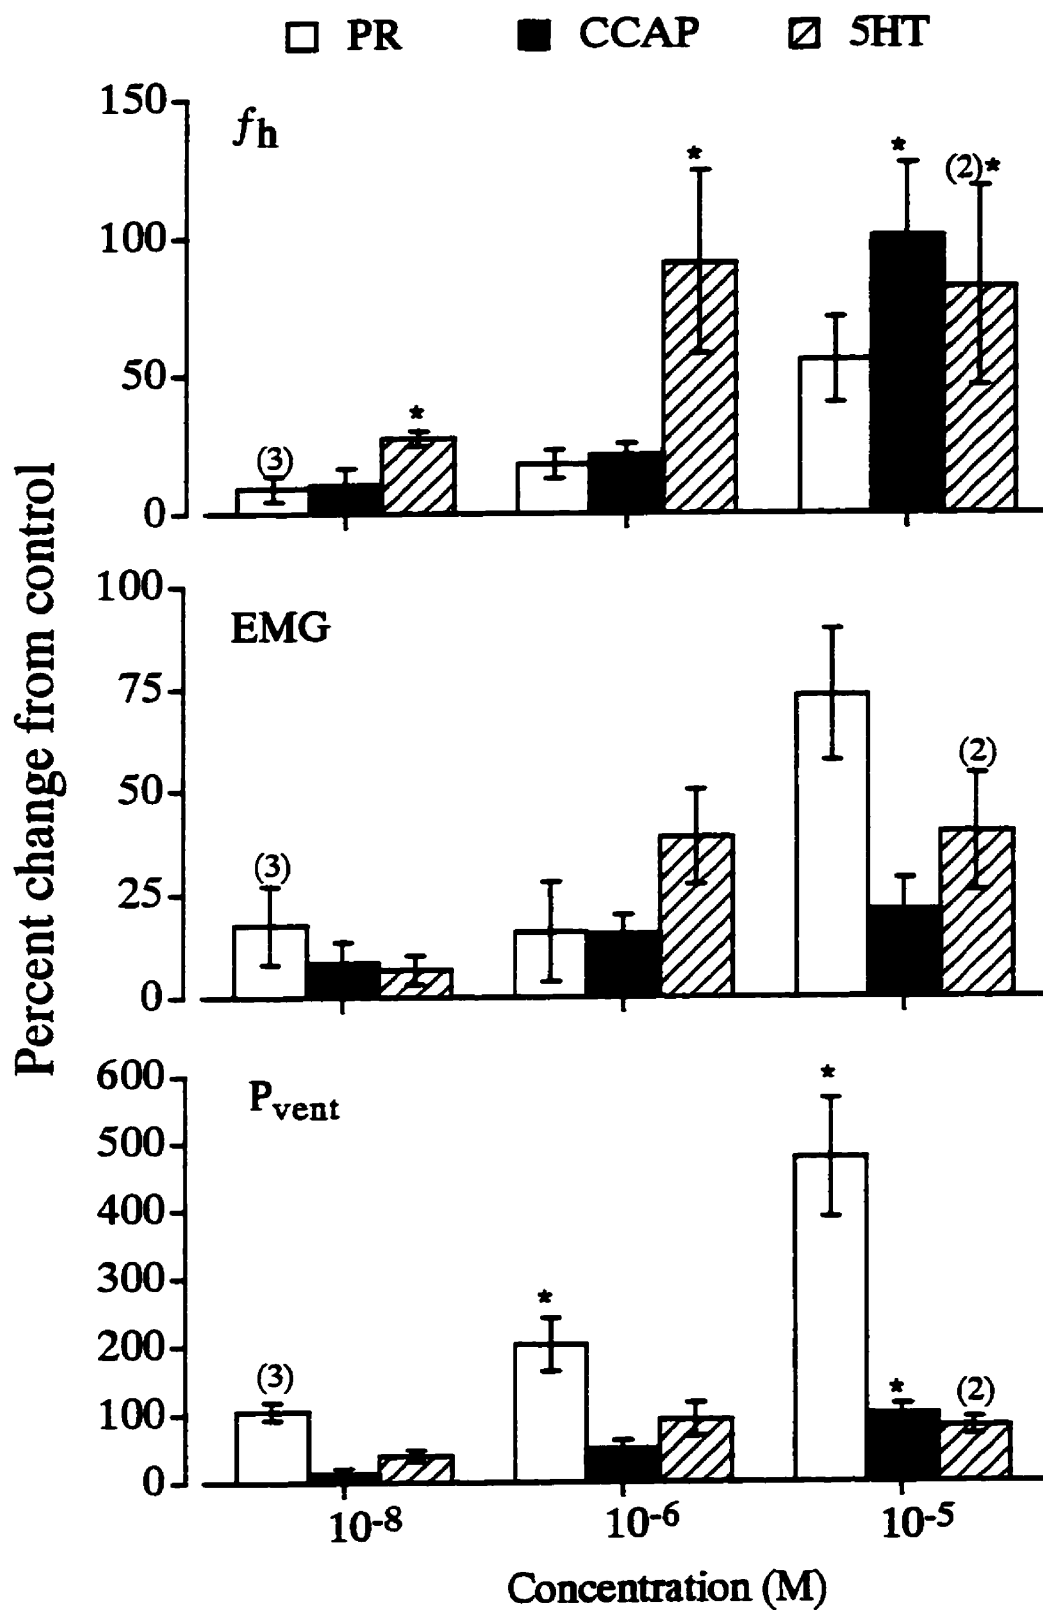 PR CCAP 5HT
150
fh
* * (2)*
100
50
*
(3)
0
100
EMG
75
(2)
50
(3)
25
0
600
Pvent
*
500
400
300
*
200
(3) * (2)
100
0
10-8 10-6 10-5
Concentration (M)
Percent change from control